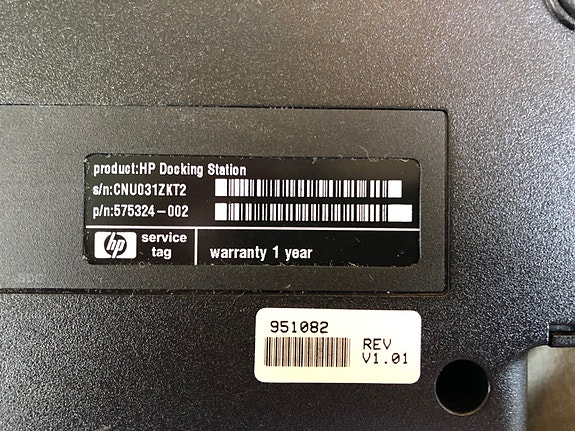 product:HP Docking Station
s/n:CNU031ZKT2
p/n:575324-002
hp service tag
warranty 1 year
951082
REV
V1.01